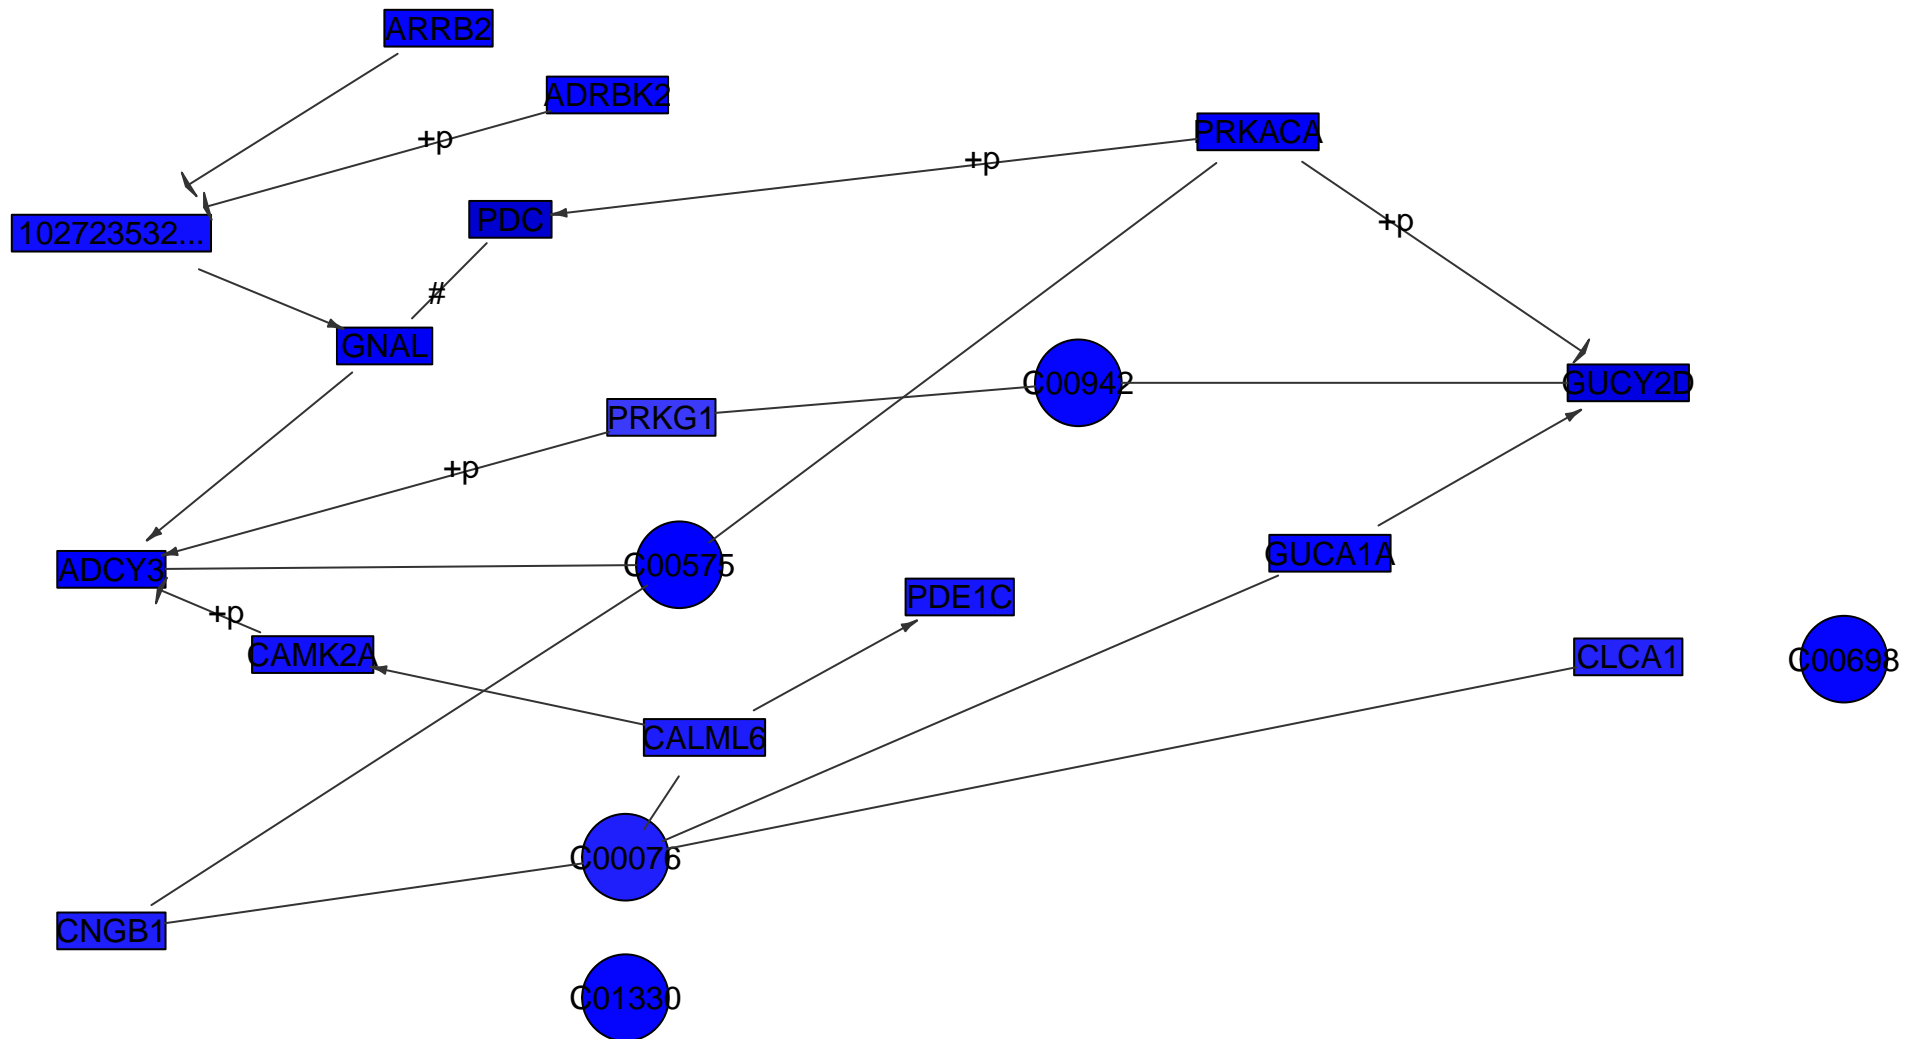 ARRB2
ADRBK2
PRKACA
+p
+p
102723532...
PDC
+p
#
GNAL
C00942
GUCY2D
PRKG1
+p
ADCY3
C00575
GUCA1A
PDE1C
+p
CAMK2A
CLCA1
C00698
CALML6
C00076
CNGB1
C01330